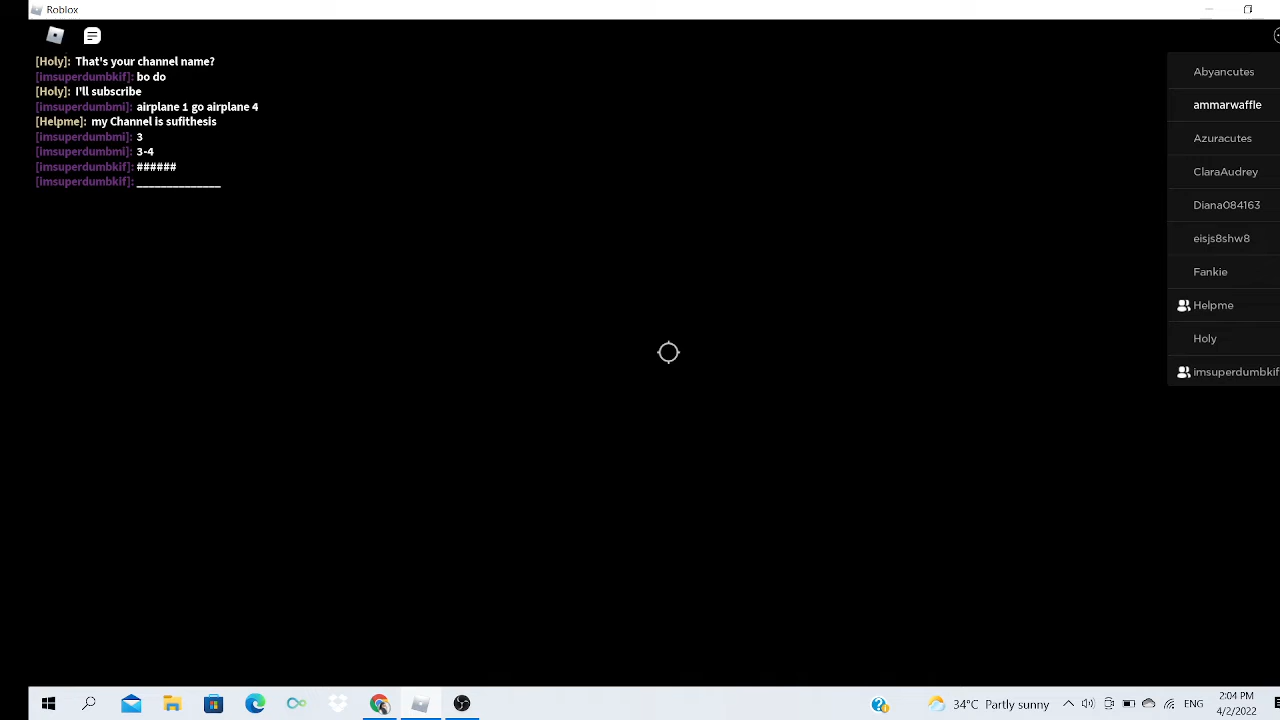 Roblox
[Holy]: That's your channel name?
[imsuperdumbkif]: bo do
[Holy]: I'll subscribe
[imsuperdumbmi]: airplane 1 go airplane 4
[Helpme]: my Channel is sufithesis
[imsuperdumbmi]: 3
[imsuperdumbmi]: 3-4
[imsuperdumbkif]: ######
[imsuperdumbkif]: ______________
Abyancutes
ammarwaffle
Azuracutes
ClaraAudrey
Diana084163
eisjs8shw8
Fankie
Helpme
Holy
imsuperdumbkif
34°C Partly sunny
ENG
2:04 PM
4/2/2022